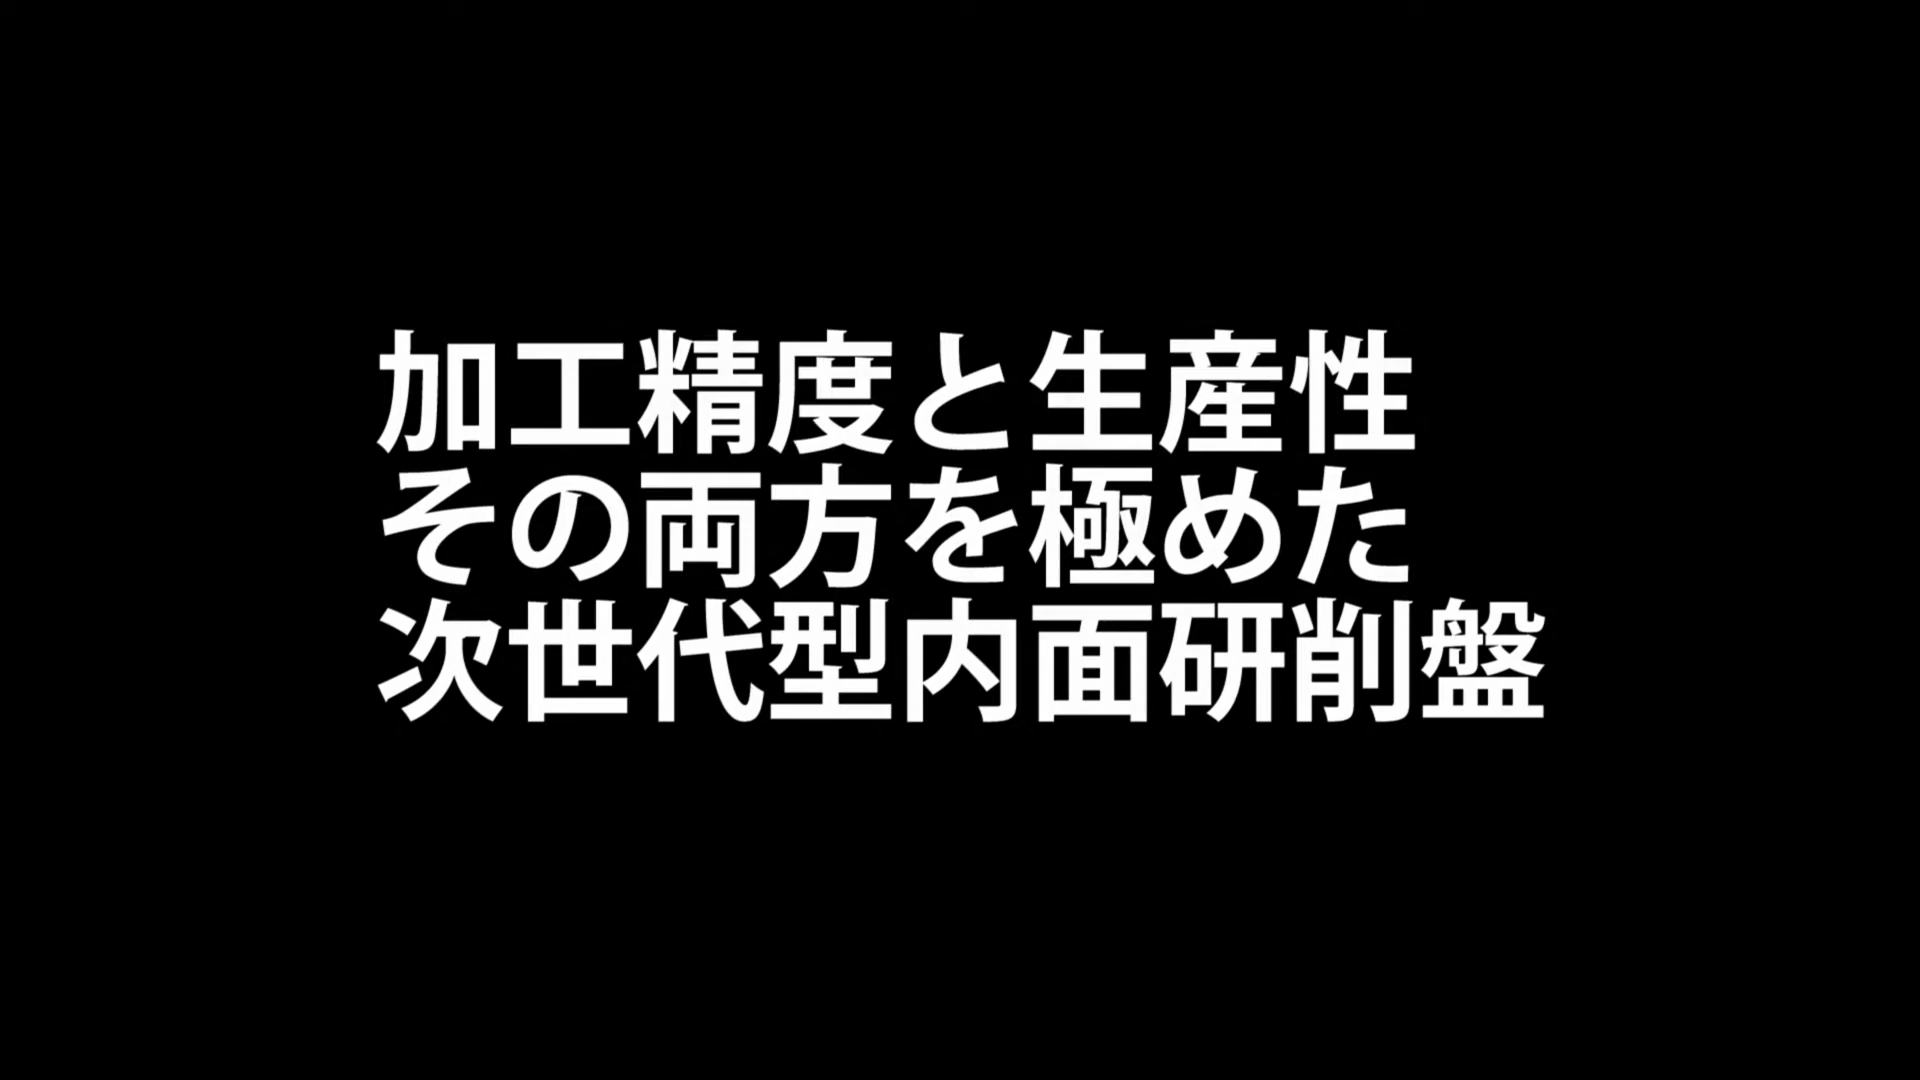 加工精度と生産性
その両方を極めた
次世代型内面研削盤